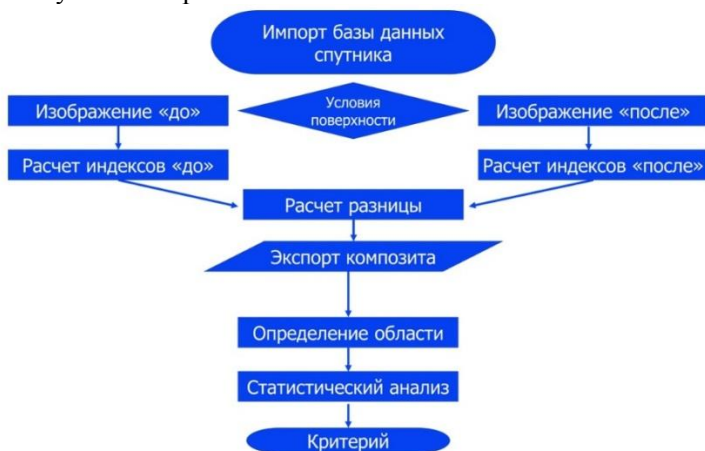 Импорт базы данных
спутника
Изображение «до»
Условия
поверхности
Изображение «после»
Расчет индексов «до»
Расчет индексов «после»
Расчет разницы
Экспорт композита
Определение области
Статистический анализ
Критерий